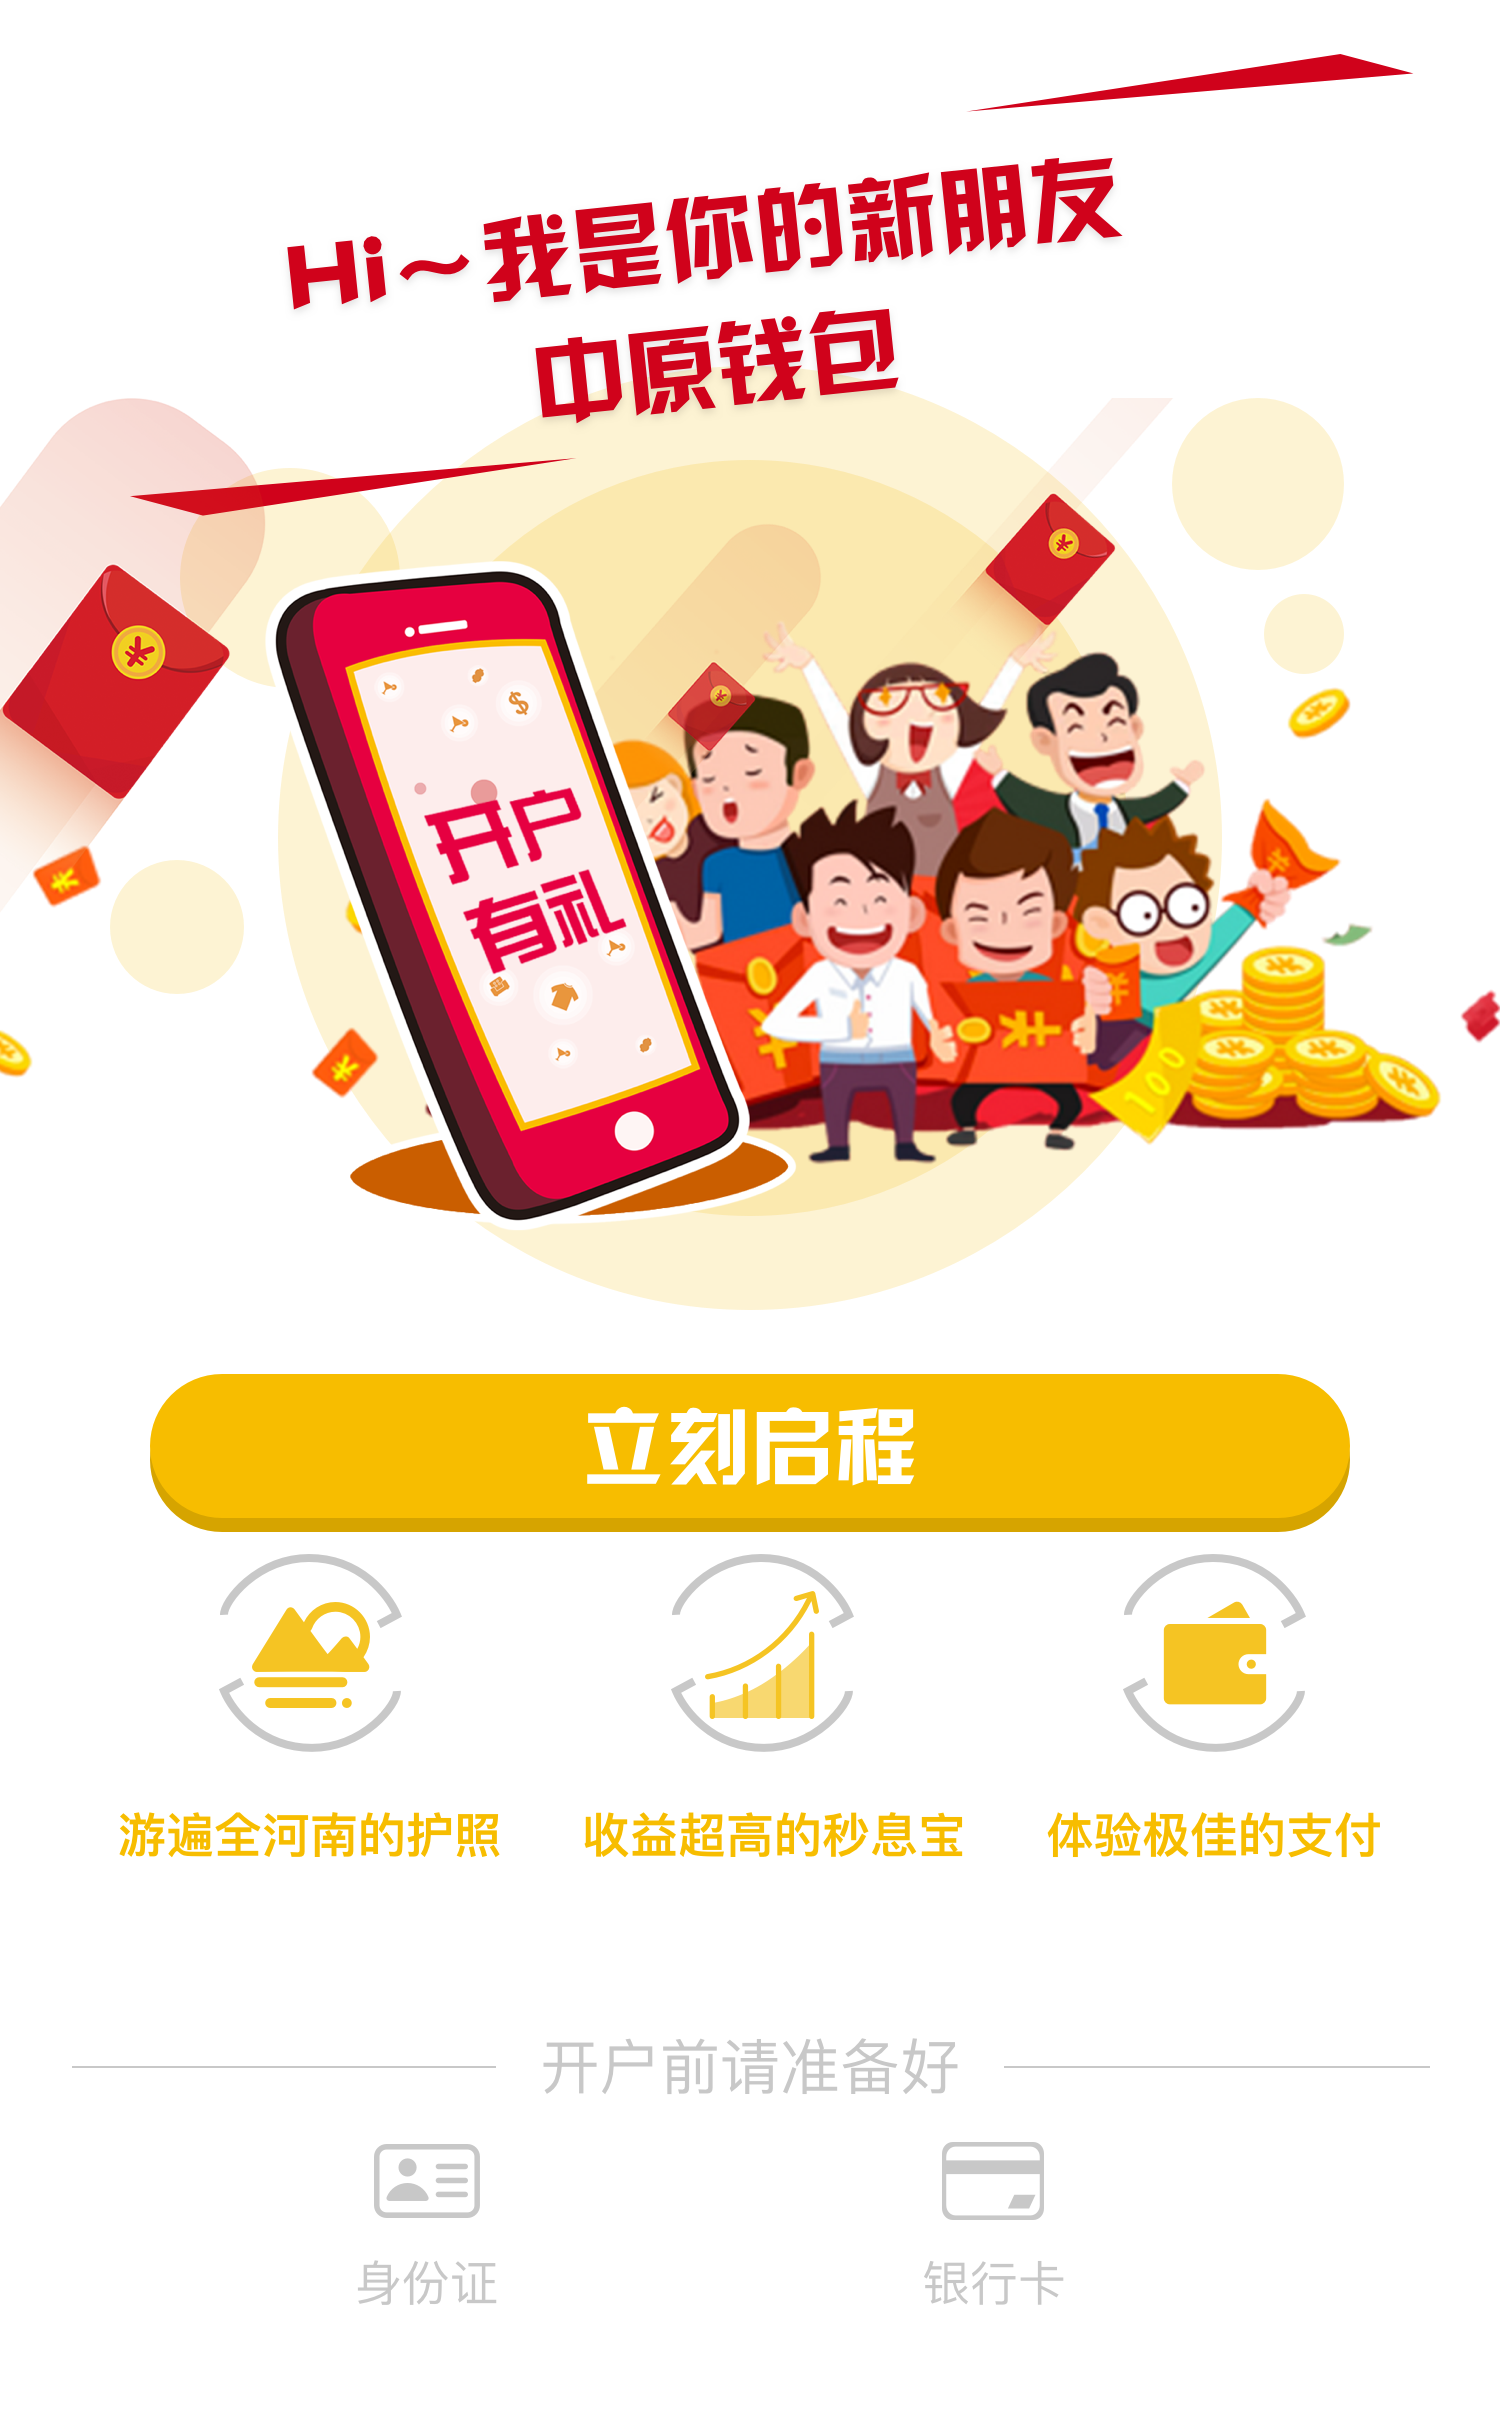 Hi~我是你的新朋友
中原钱包
$
开户
有礼
¥
¥
¥
¥
100
立刻启程
游遍全河南的护照
收益超高的秒息宝
体验极佳的支付
开户前请准备好
身份证
银行卡